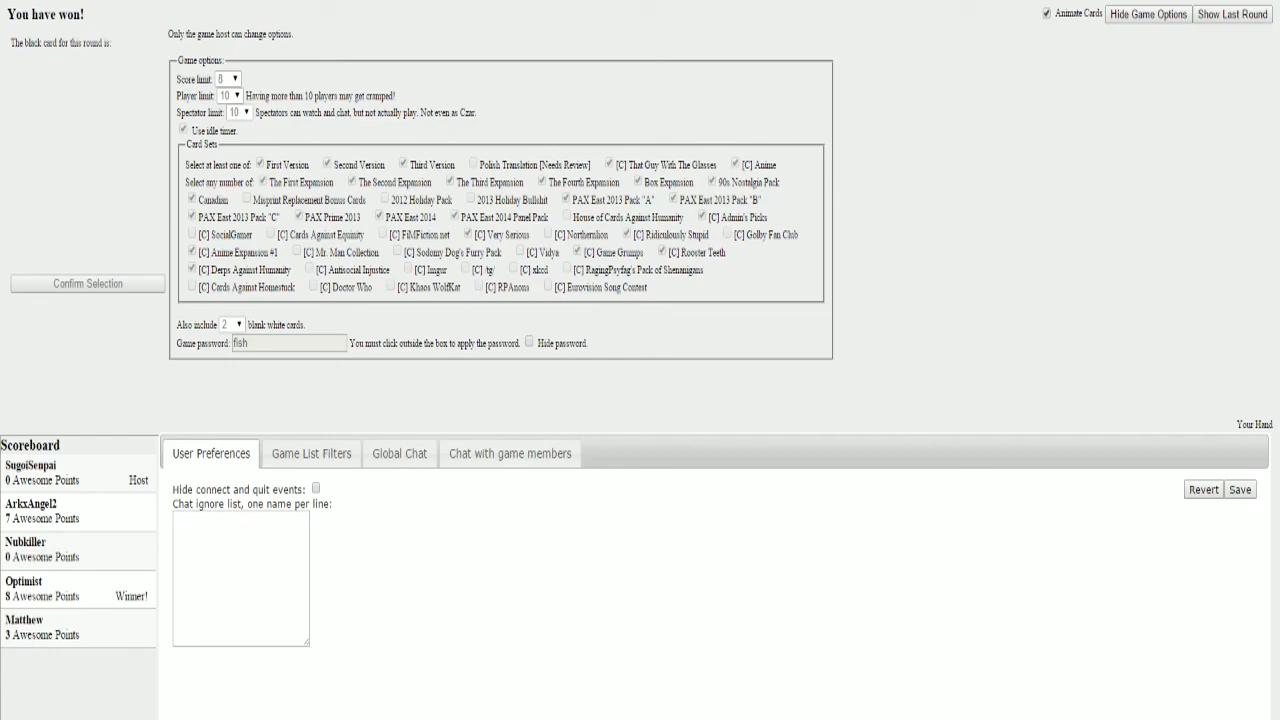 You have won!
Animate Cards Hide Game Options Show Last Round
Only the game host can change options.
The black card for this round is:
Game options:
Score limit: 8
Player limit: 10 Having more than 10 players may get cramped!
Spectator limit: 10 Spectators can watch and chat, but not actually play. Not even as Czar.
Use idle timer.
Card Sets
Select at least one of: First Version Second Version Third Version Polish Translation [Needs Review] [C] That Guy With The Glasses [C] Anime
Select any number of: The First Expansion The Second Expansion The Third Expansion The Fourth Expansion Box Expansion 90s Nostalgia Pack
Canadian Misprint Replacement Bonus Cards 2012 Holiday Pack 2013 Holiday Bullshit PAX East 2013 Pack "A" PAX East 2013 Pack "B"
PAX East 2013 Pack "C" PAX Prime 2013 PAX East 2014 PAX East 2014 Panel Pack House of Cards Against Humanity [C] Admin's Picks
[C] SocialGamer [C] Cards Against Equinity [C] FiMFiction.net [C] Very Serious [C] Northernlion [C] Ridiculously Stupid [C] Golby Fan Club
[C] Anime Expansion #1 [C] Mr. Man Collection [C] Sodomy Dog's Furry Pack [C] Vidya [C] Game Grumps [C] Rooster Teeth
[C] Derps Against Humanity [C] Antisocial Injustice [C] Imgur [C] /tg/ [C] xkcd [C] RagingPsyfag's Pack of Shenanigans
[C] Cards Against Homestuck [C] Doctor Who [C] Khaos WolfKat [C] RPAnons [C] Eurovision Song Contest
Confirm Selection
Also include 2 blank white cards.
Game password: fish You must click outside the box to apply the password. Hide password.
Your Hand
Scoreboard
SugoiSenpai
0 Awesome Points Host
ArkxAngel2
7 Awesome Points
Nubkiller
0 Awesome Points
Optimist
8 Awesome Points Winner!
Matthew
3 Awesome Points
User Preferences Game List Filters Global Chat Chat with game members
Hide connect and quit events:
Revert Save
Chat ignore list, one name per line: